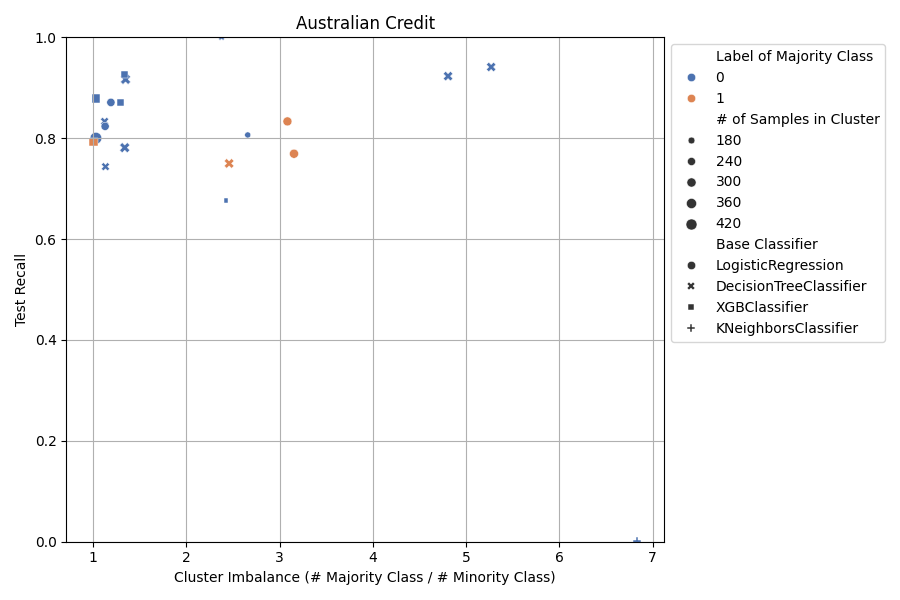 Australian Credit
1.0
0.8
0.6
0.4
0.2
0.0
Test Recall
1
2
3
4
5
6
7
Cluster Imbalance (# Majority Class / # Minority Class)
Label of Majority Class
0
1
# of Samples in Cluster
180
240
300
360
420
Base Classifier
LogisticRegression
DecisionTreeClassifier
XGBClassifier
KNeighborsClassifier